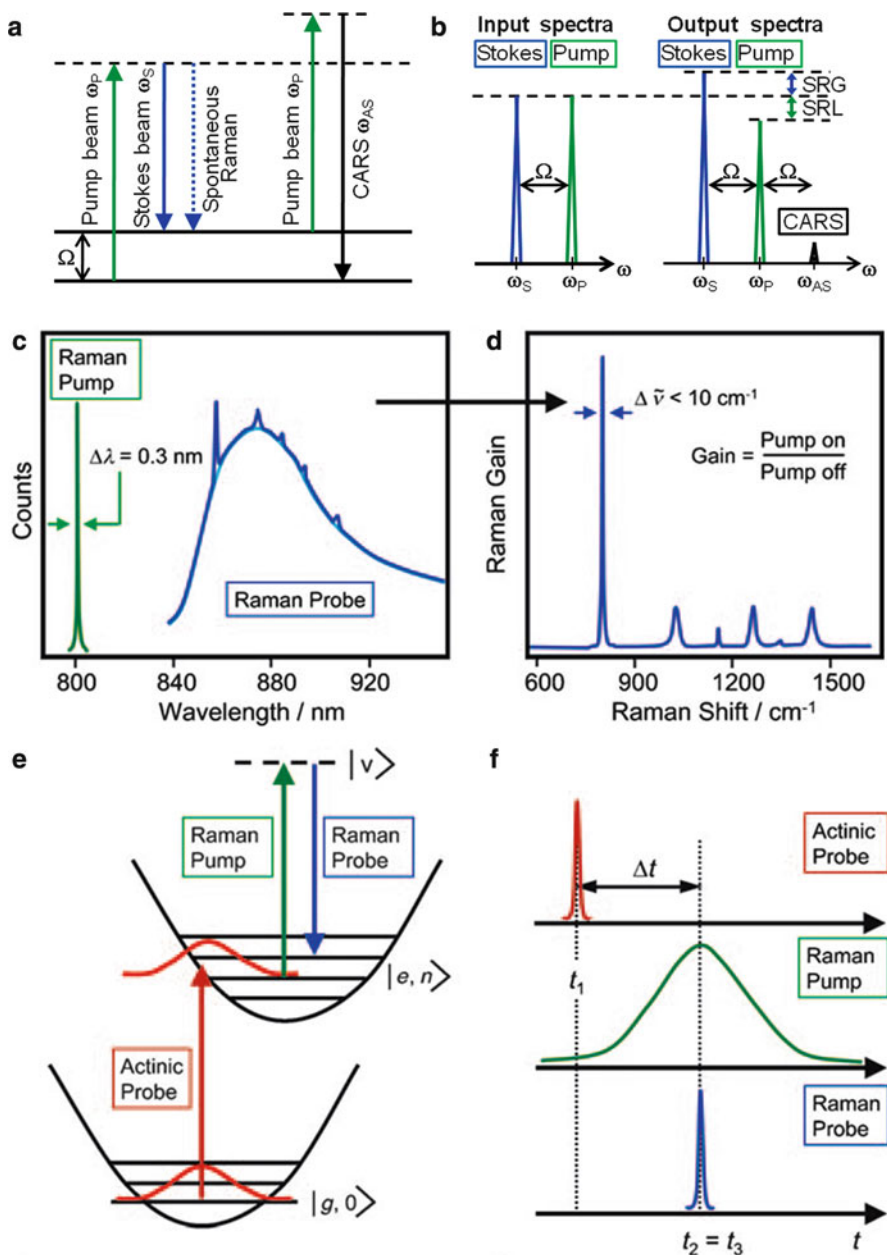 a
Pump beam ωP
Stokes beam ωS
Spontaneous
Raman
Pump beam ωP
CARS ωAS
Ω
b
Input spectra
Output spectra
Stokes
Pump
Stokes
Pump
SRG
SRL
Ω
Ω
Ω
CARS
ωS
ωP
ω
ωS
ωP
ωAS
ω
c
Raman
Pump
Δλ = 0.3 nm
Counts
Raman Probe
800
840
880
920
Wavelength / nm
d
Δ ṽ < 10 cm⁻¹
Gain = Pump on
Pump off
Raman Gain
600
900
1200
1500
Raman Shift / cm⁻¹
e
| v〉
Raman
Pump
Raman
Probe
| e, n〉
Actinic
Probe
| g, 0〉
f
Actinic
Probe
Δt
t1
Raman
Pump
Raman
Probe
t2 = t3
t